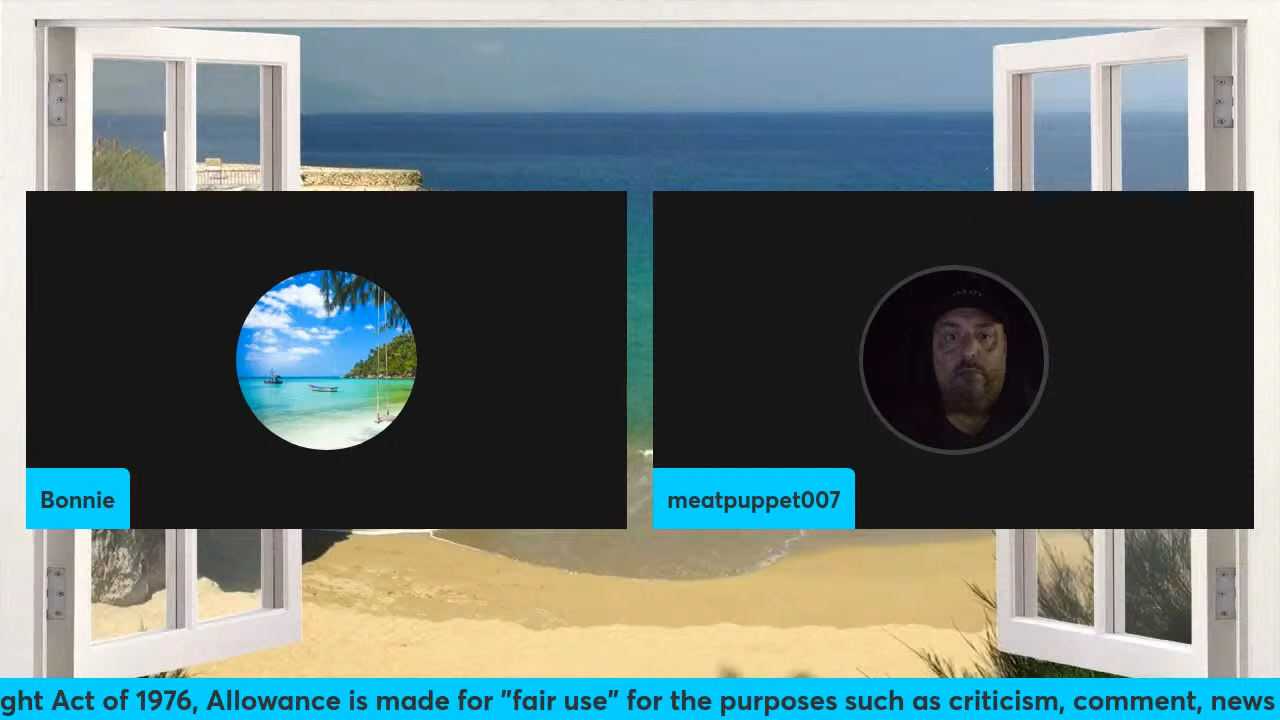 Bonnie
meatpuppet007
ght Act of 1976, Allowance is made for "fair use" for the purposes such as criticism, comment, news